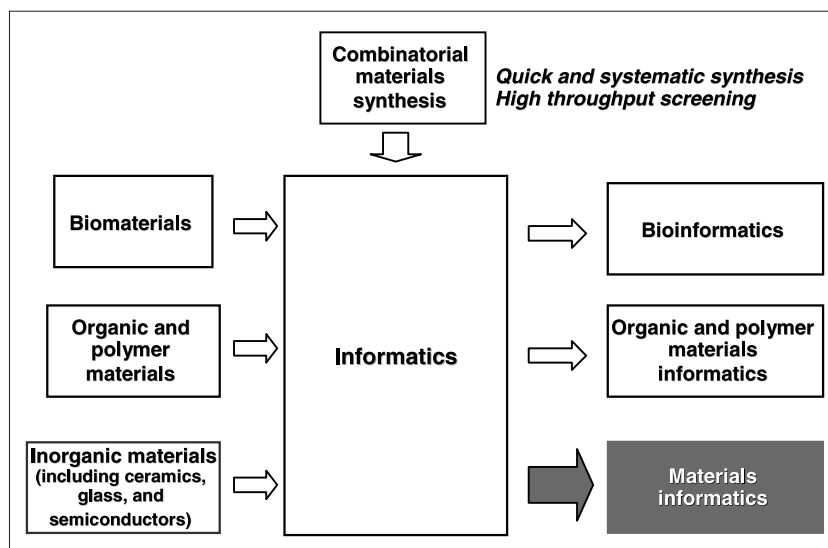 Combinatorial
materials
synthesis
Quick and systematic synthesis
High throughput screening
Biomaterials
Organic and
polymer
materials
Inorganic materials
(including ceramics,
glass, and
semiconductors)
Informatics
Bioinformatics
Organic and polymer
materials
informatics
Materials
informatics